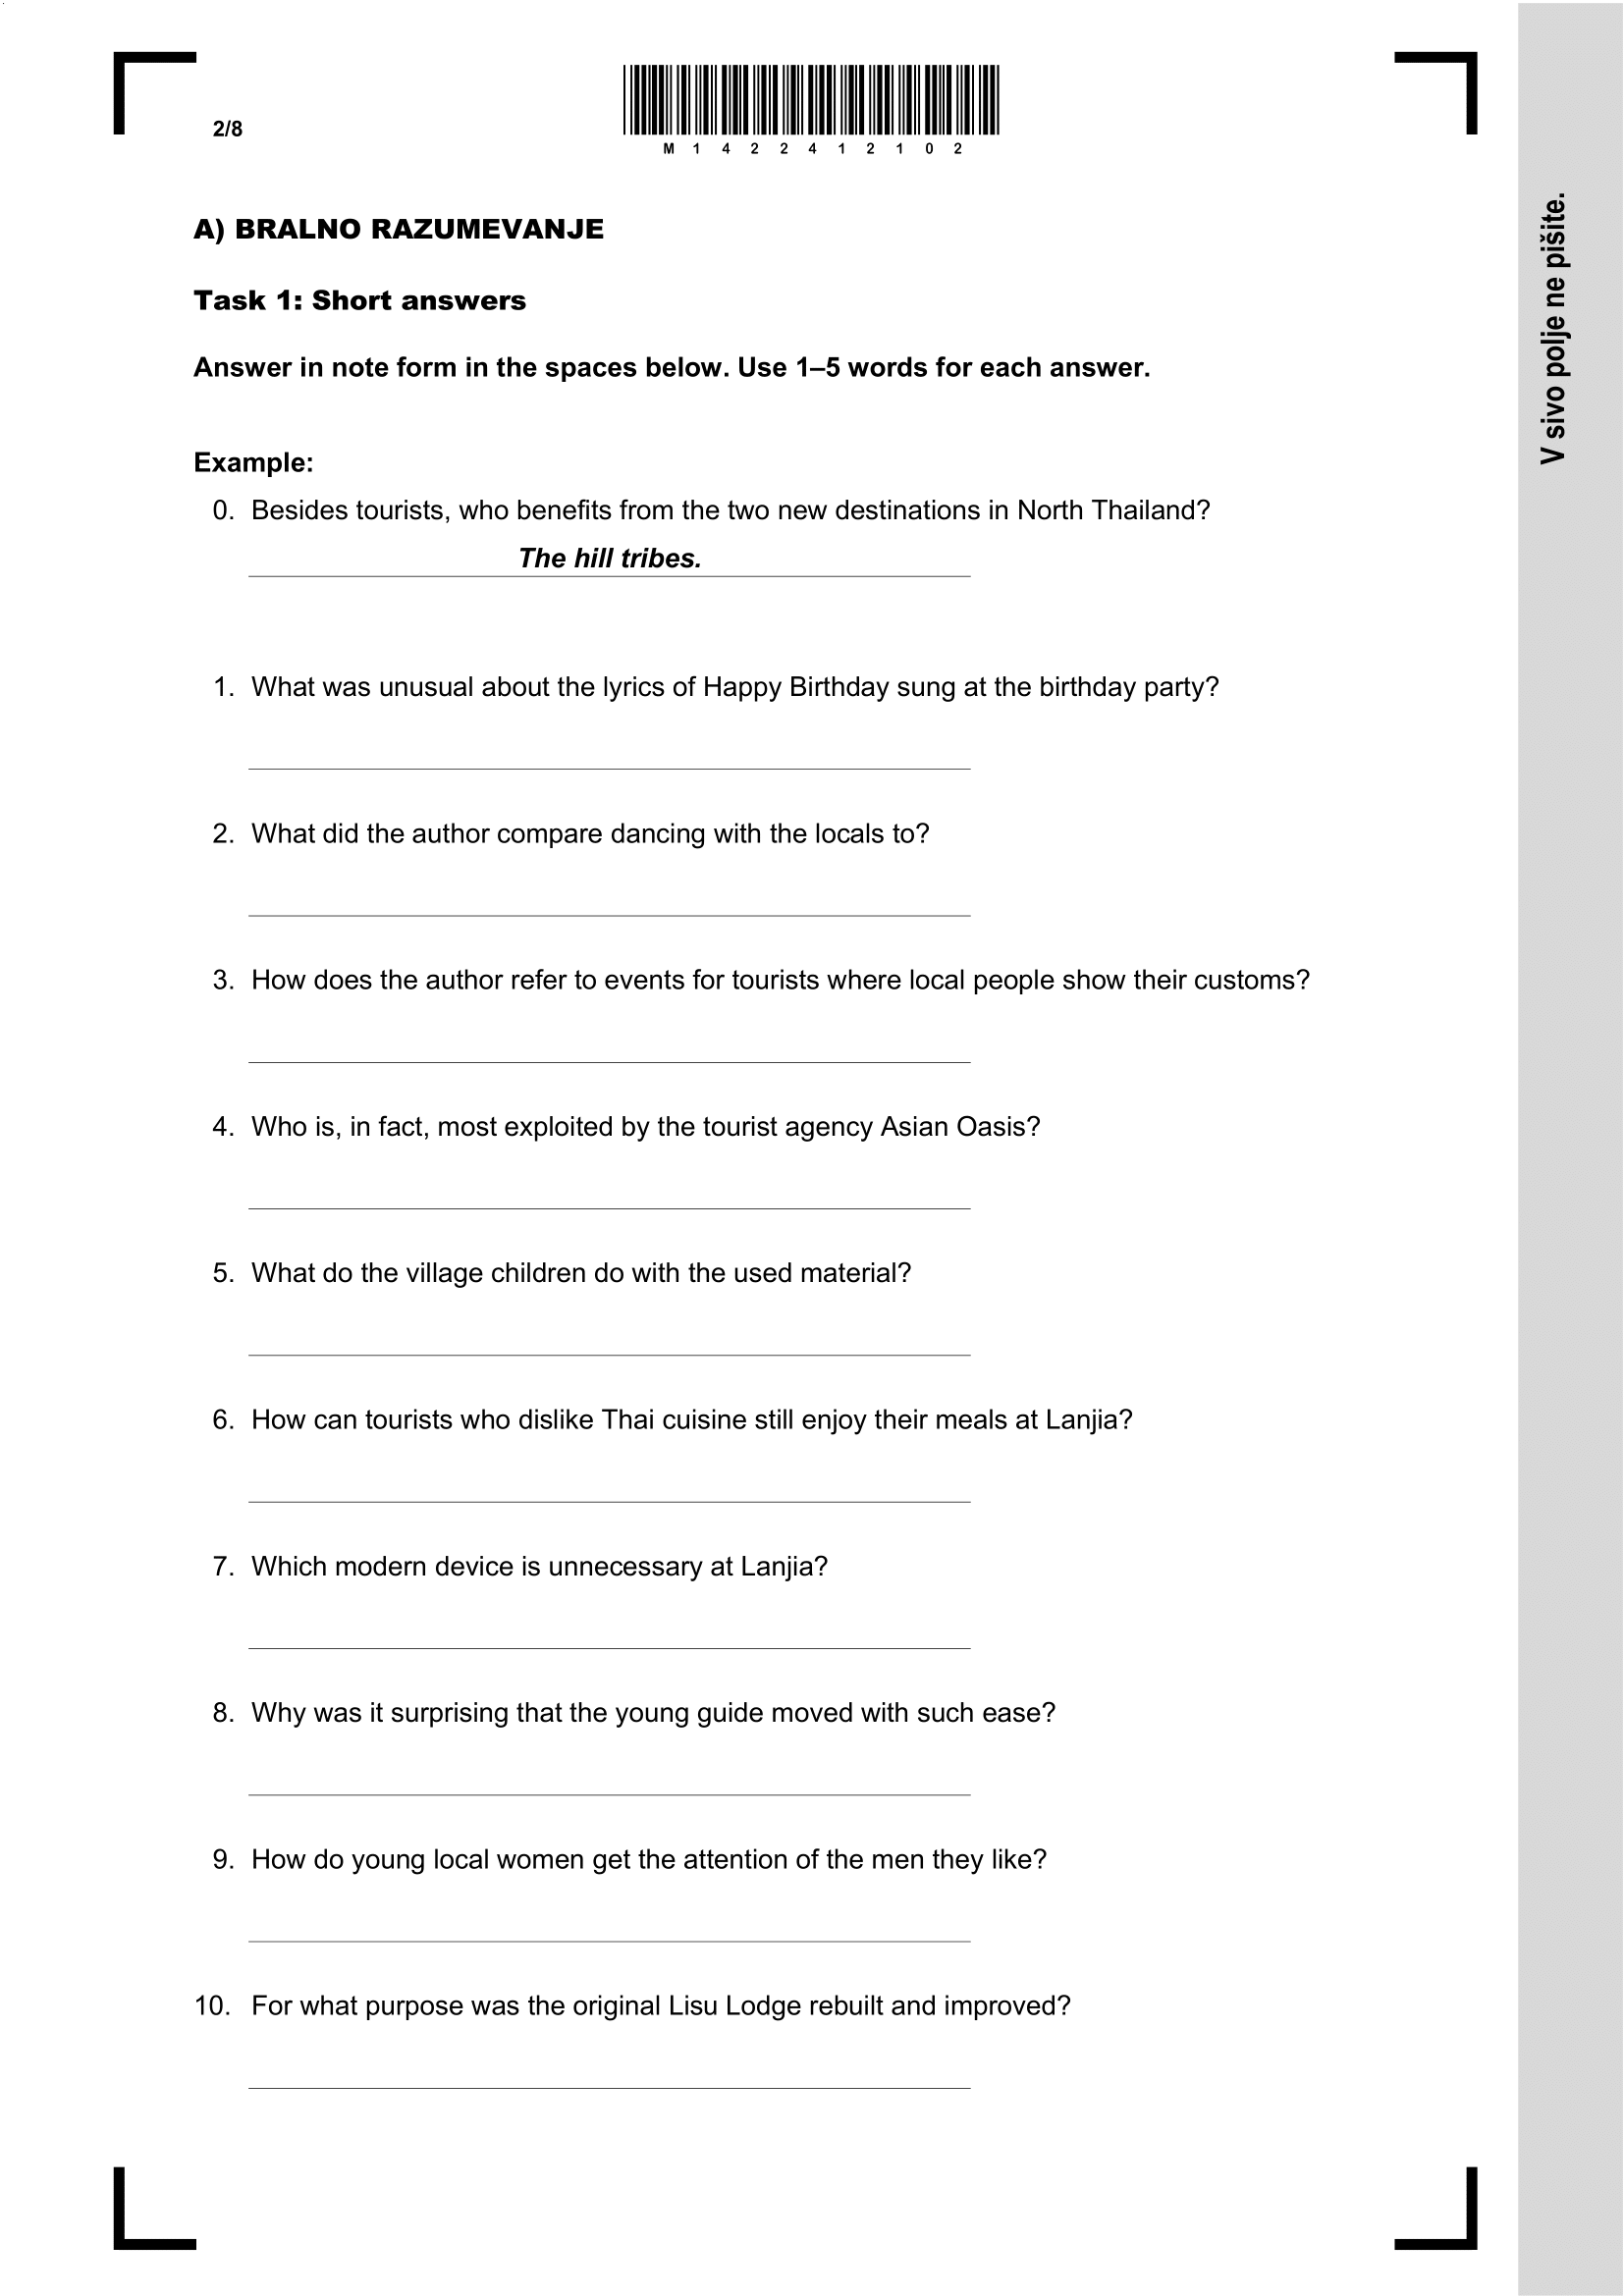 2/8
M 1 4 2 2 4 1 2 1 0 2
V sivo polje ne pišite.
A) BRALNO RAZUMEVANJE
Task 1: Short answers
Answer in note form in the spaces below. Use 1–5 words for each answer.
Example:
0. Besides tourists, who benefits from the two new destinations in North Thailand?
The hill tribes.
1. What was unusual about the lyrics of Happy Birthday sung at the birthday party?
2. What did the author compare dancing with the locals to?
3. How does the author refer to events for tourists where local people show their customs?
4. Who is, in fact, most exploited by the tourist agency Asian Oasis?
5. What do the village children do with the used material?
6. How can tourists who dislike Thai cuisine still enjoy their meals at Lanjia?
7. Which modern device is unnecessary at Lanjia?
8. Why was it surprising that the young guide moved with such ease?
9. How do young local women get the attention of the men they like?
10. For what purpose was the original Lisu Lodge rebuilt and improved?